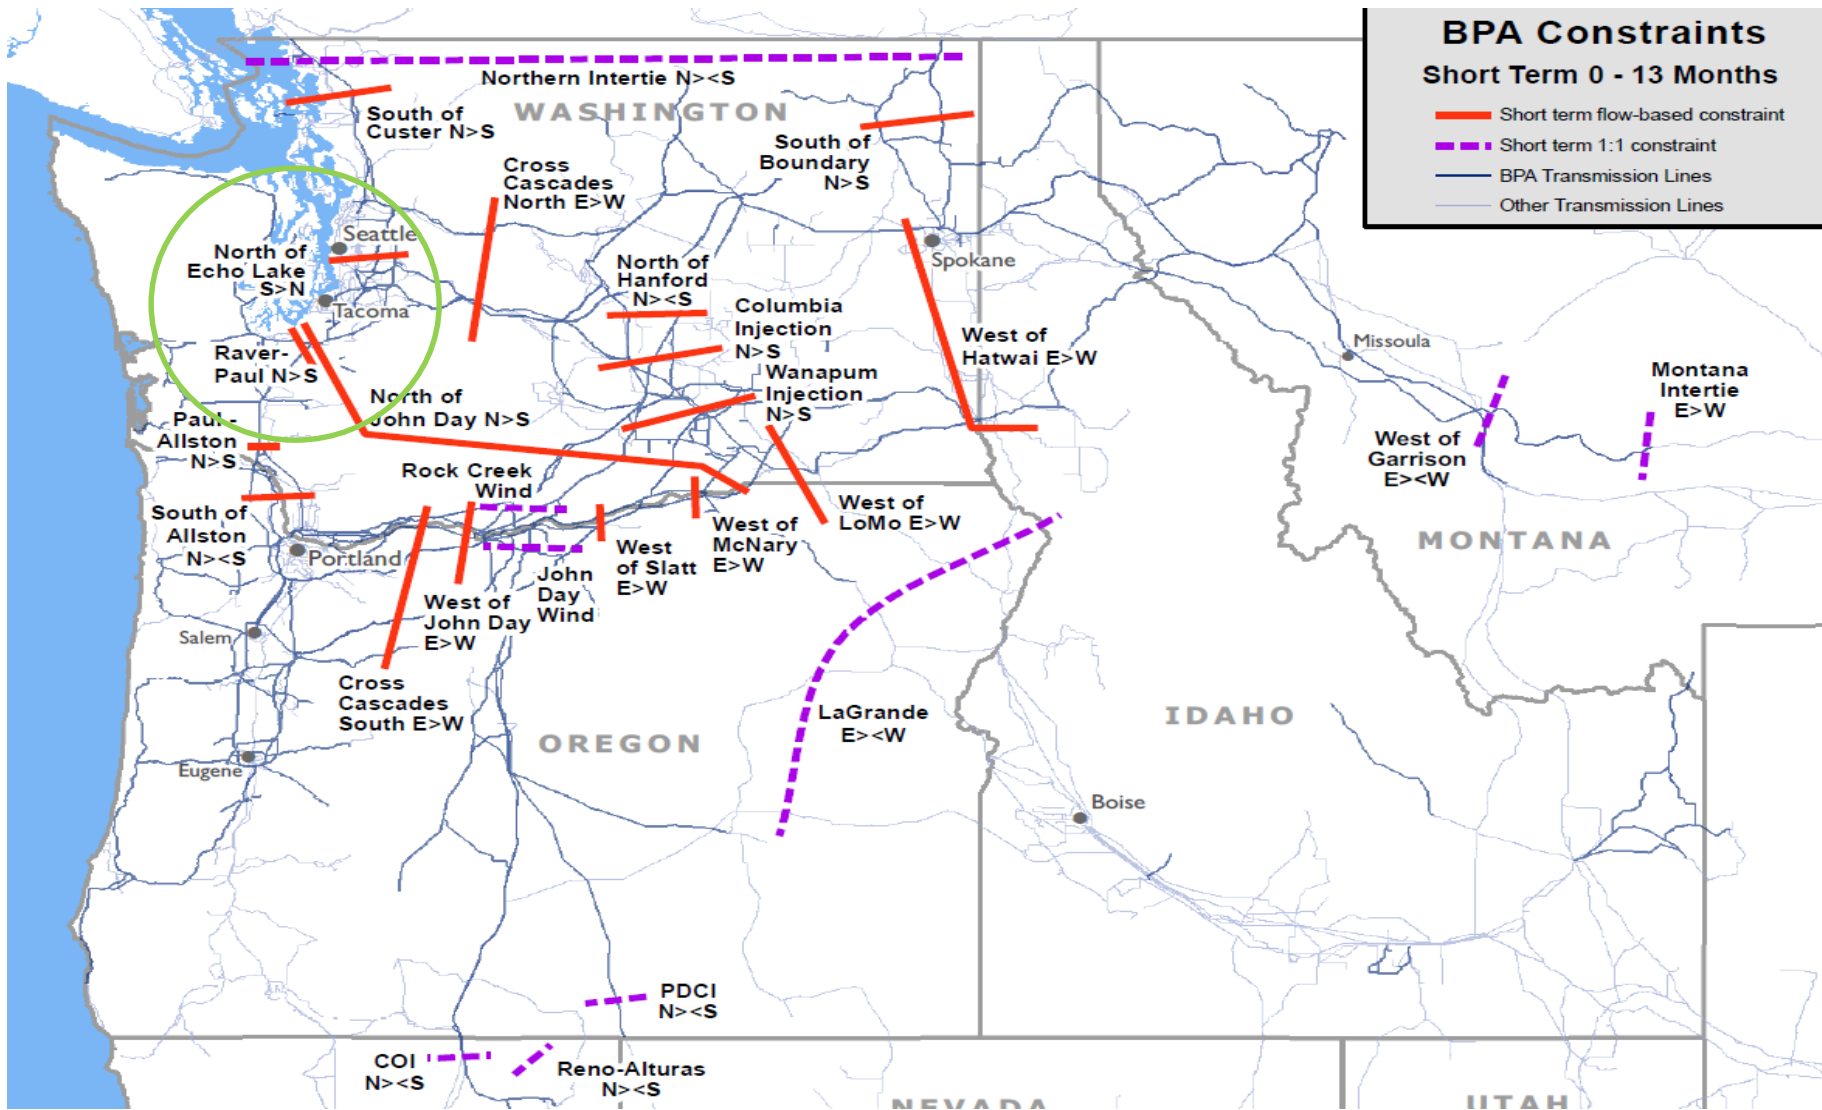 BPA Constraints
Short Term 0 - 13 Months
Short term flow-based constraint
Short term 1:1 constraint
BPA Transmission Lines
Other Transmission Lines
Northern Intertie N><S
WASHINGTON
South of
Custer N>S
South of
Boundary
N>S
Cross
Cascades
North E>W
Seattle
North of
Echo Lake
S>N
Tacoma
Spokane
North of
Hanford
N><S
Columbia
Injection
N>S
Wanapum
Injection
N>S
West of
Hatwai E>W
Missoula
Montana
Intertie
E>W
Raver-
Paul N>S
North of
John Day N>S
Paul-
Allston
N>S
West of
Garrison
E><W
Rock Creek
Wind
South of
Allston
N><S
Portland
West of
LoMo E>W
West of
McNary
E>W
West
of Slatt
E>W
John
Day
Wind
West of
John Day
E>W
MONTANA
Salem
Cross
Cascades
South E>W
LaGrande
E><W
IDAHO
OREGON
Eugene
Boise
PDCI
N><S
COI
N><S
Reno-Alturas
N><S
NEVADA
UTAH